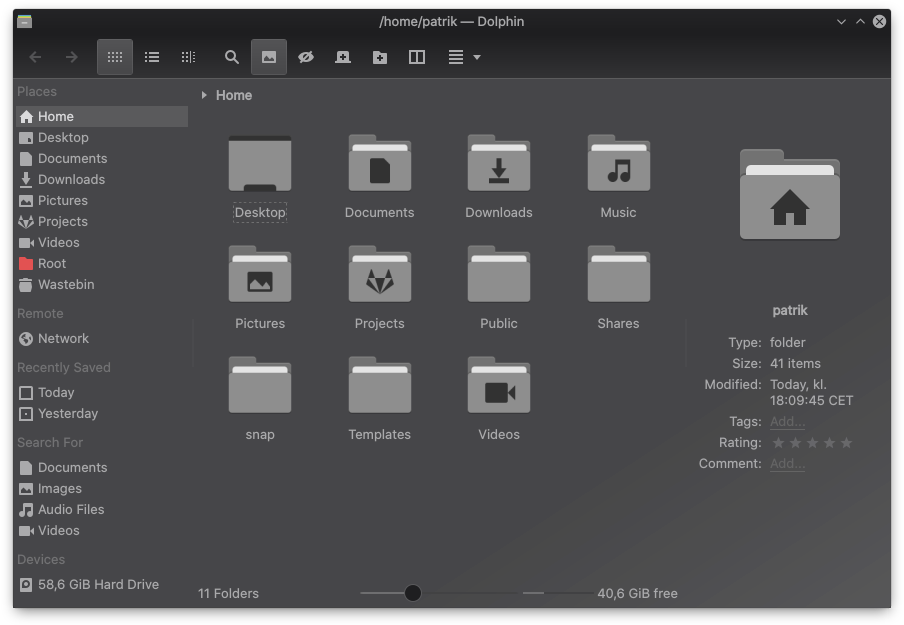 /home/patrik — Dolphin
Places
Home
Desktop
Documents
Downloads
Pictures
Projects
Videos
Root
Wastebin
Remote
Network
Recently Saved
Today
Yesterday
Search For
Documents
Images
Audio Files
Videos
Devices
58,6 GiB Hard Drive
Home
Desktop Documents Downloads Music
Pictures Projects Public Shares
snap Templates Videos
11 Folders
40,6 GiB free
patrik
Type: folder
Size: 41 items
Modified: Today, kl.
18:09:45 CET
Tags: Add...
Rating:
Comment: Add...